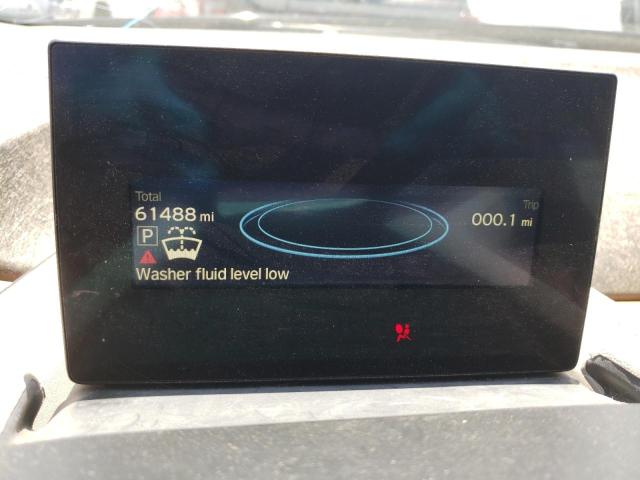 Total
61488 mi
Trip
000.1 mi
P
Washer fluid level low